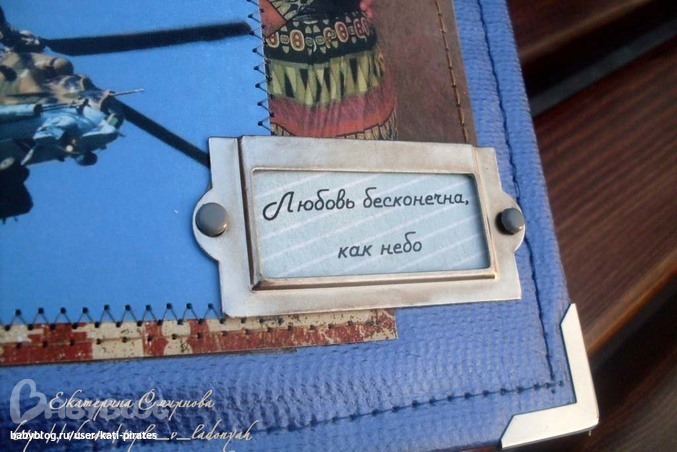 Любовь бесконечна,
как небо
Екатерина Смирнова
babyblog.ru/user/kati-pirates